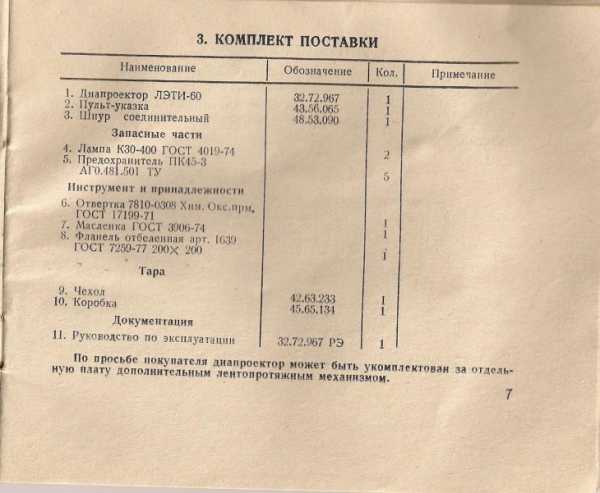 3. КОМПЛЕКТ ПОСТАВКИ
Наименование Обозначение Кол. Примечание
1. Диапроектор ЛЭТИ-60 32.72.967 1
2. Пульт-указка 43.56.065 1
3. Шнур соединительный 48.53.090 1
Запасные части
4. Лампа К30-400 ГОСТ 4019-74 2
5. Предохранитель ПК45-3
АГ0.481.501 ТУ 5
Инструмент и принадлежности
6. Отвертка 7810-0308 Хим. Окс.прм,
ГОСТ 17199-71 1
7. Масленка ГОСТ 3906-74 1
8. Фланель отбеленная арт. 1639
ГОСТ 7259-77 200× 200 1
Тара
9. Чехол 42.63.233 1
10. Коробка 45.65.134 1
Документация
11. Руководство по эксплуатации 32.72.967 РЭ 1
По просьбе покупателя диапроектор может быть укомплектован за отдель-
ную плату дополнительным лентопротяжным механизмом.
7